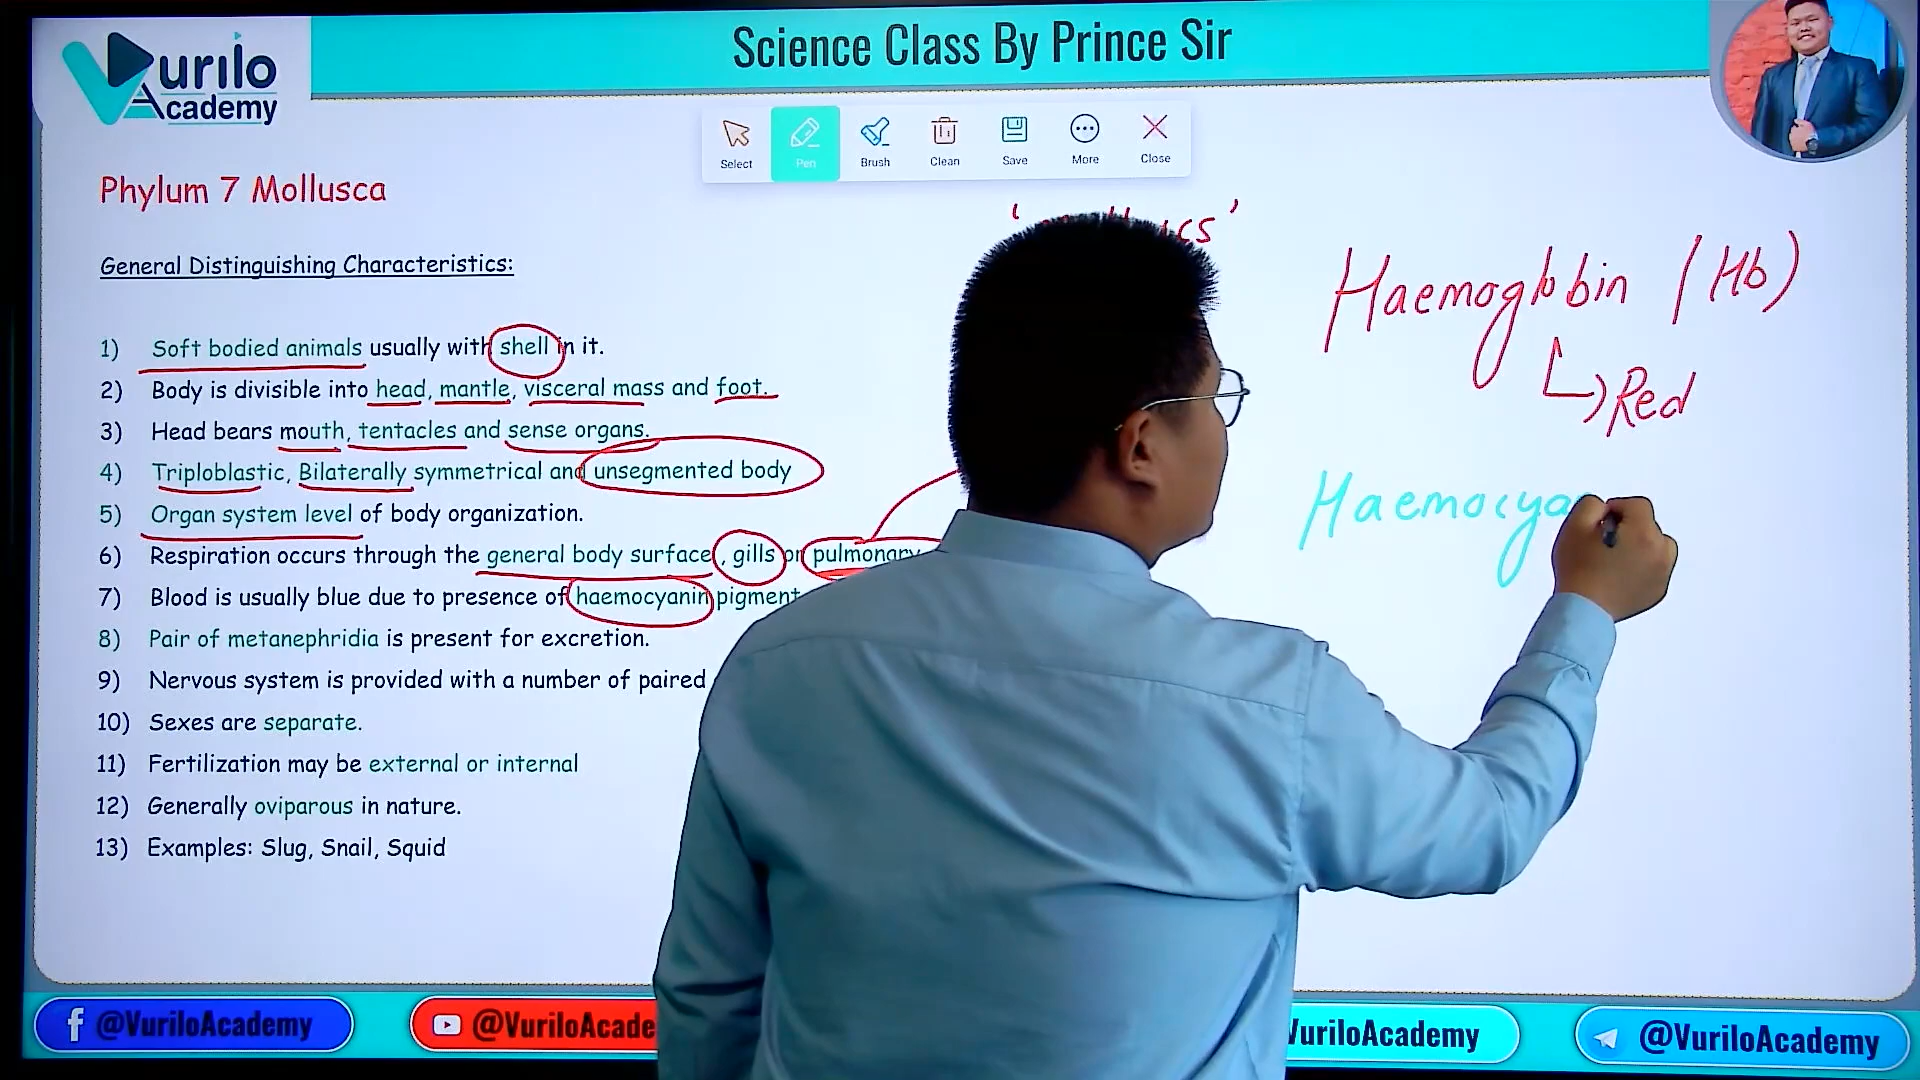 Vurilo
Academy
Science Class By Prince Sir
Select
Pen
Brush
Clean
Save
More
Close
Phylum 7 Mollusca
General Distinguishing Characteristics:
1) Soft bodied animals usually with shell in it.
2) Body is divisible into head, mantle, visceral mass and foot.
3) Head bears mouth, tentacles and sense organs.
4) Triploblastic, Bilaterally symmetrical and unsegmented body
5) Organ system level of body organization.
6) Respiration occurs through the general body surface, gills or pulmonary
7) Blood is usually blue due to presence of haemocyanin pigment
8) Pair of metanephridia is present for excretion.
9) Nervous system is provided with a number of paired
10) Sexes are separate.
11) Fertilization may be external or internal
12) Generally oviparous in nature.
13) Examples: Slug, Snail, Squid
Haemoglobin (Hb)
Red
Haemocya
@VuriloAcademy
@VuriloAcade
VuriloAcademy
@VuriloAcademy